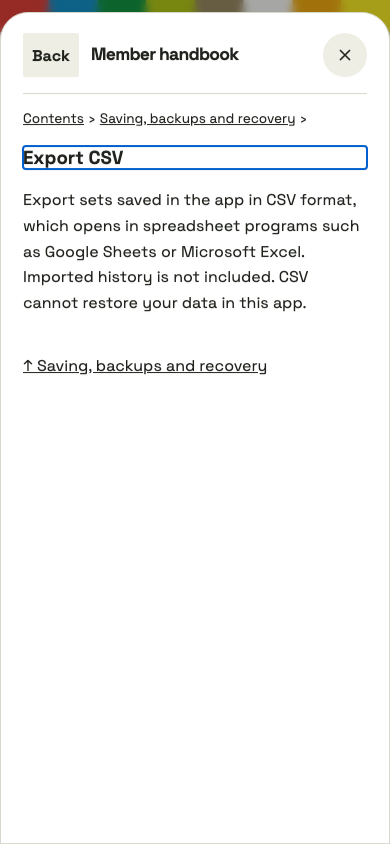 Back Member handbook ×
Contents > Saving, backups and recovery >
Export CSV
Export sets saved in the app in CSV format,
which opens in spreadsheet programs such
as Google Sheets or Microsoft Excel.
Imported history is not included. CSV
cannot restore your data in this app.
↑ Saving, backups and recovery